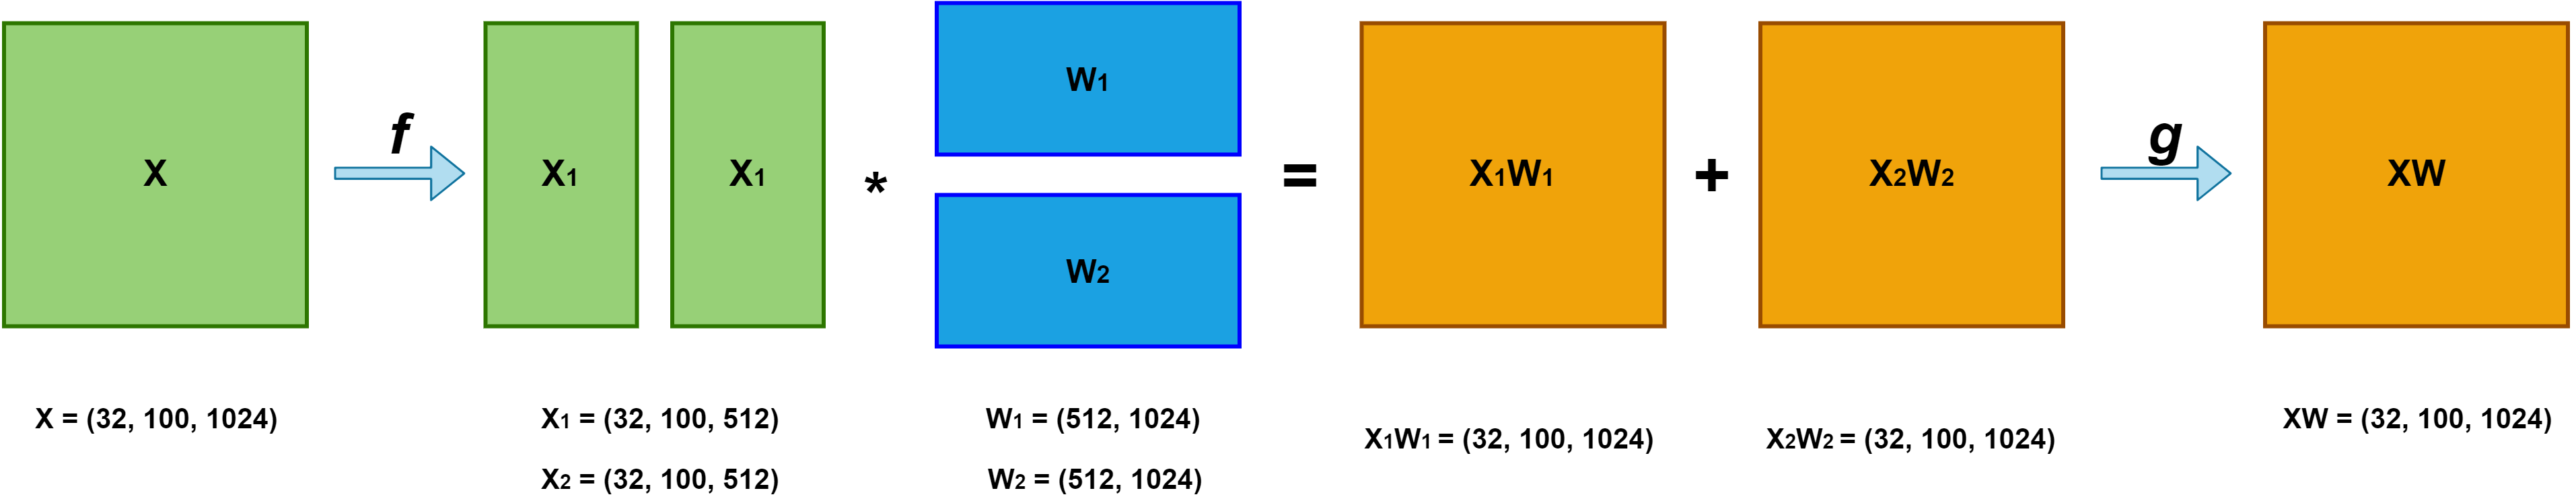 X
f
X1
X1
*
W1
W2
=
X1W1
+
X2W2
g
XW
X = (32, 100, 1024)
X1 = (32, 100, 512)
X2 = (32, 100, 512)
W1 = (512, 1024)
W2 = (512, 1024)
X1W1 = (32, 100, 1024)
X2W2 = (32, 100, 1024)
XW = (32, 100, 1024)